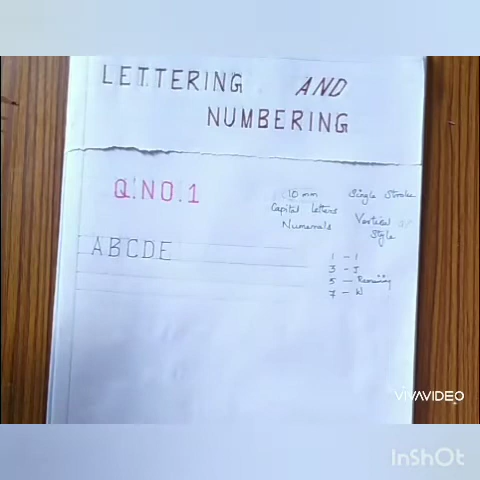 LETTERING AND
NUMBERING
Q.NO.1
10 mm Single Stroke
Capital letters Vertical
Numerals Style
ABCDE
1 - 1
3 - J
5 - Remaining
7 - W
VIVAVIDEO
InShOt